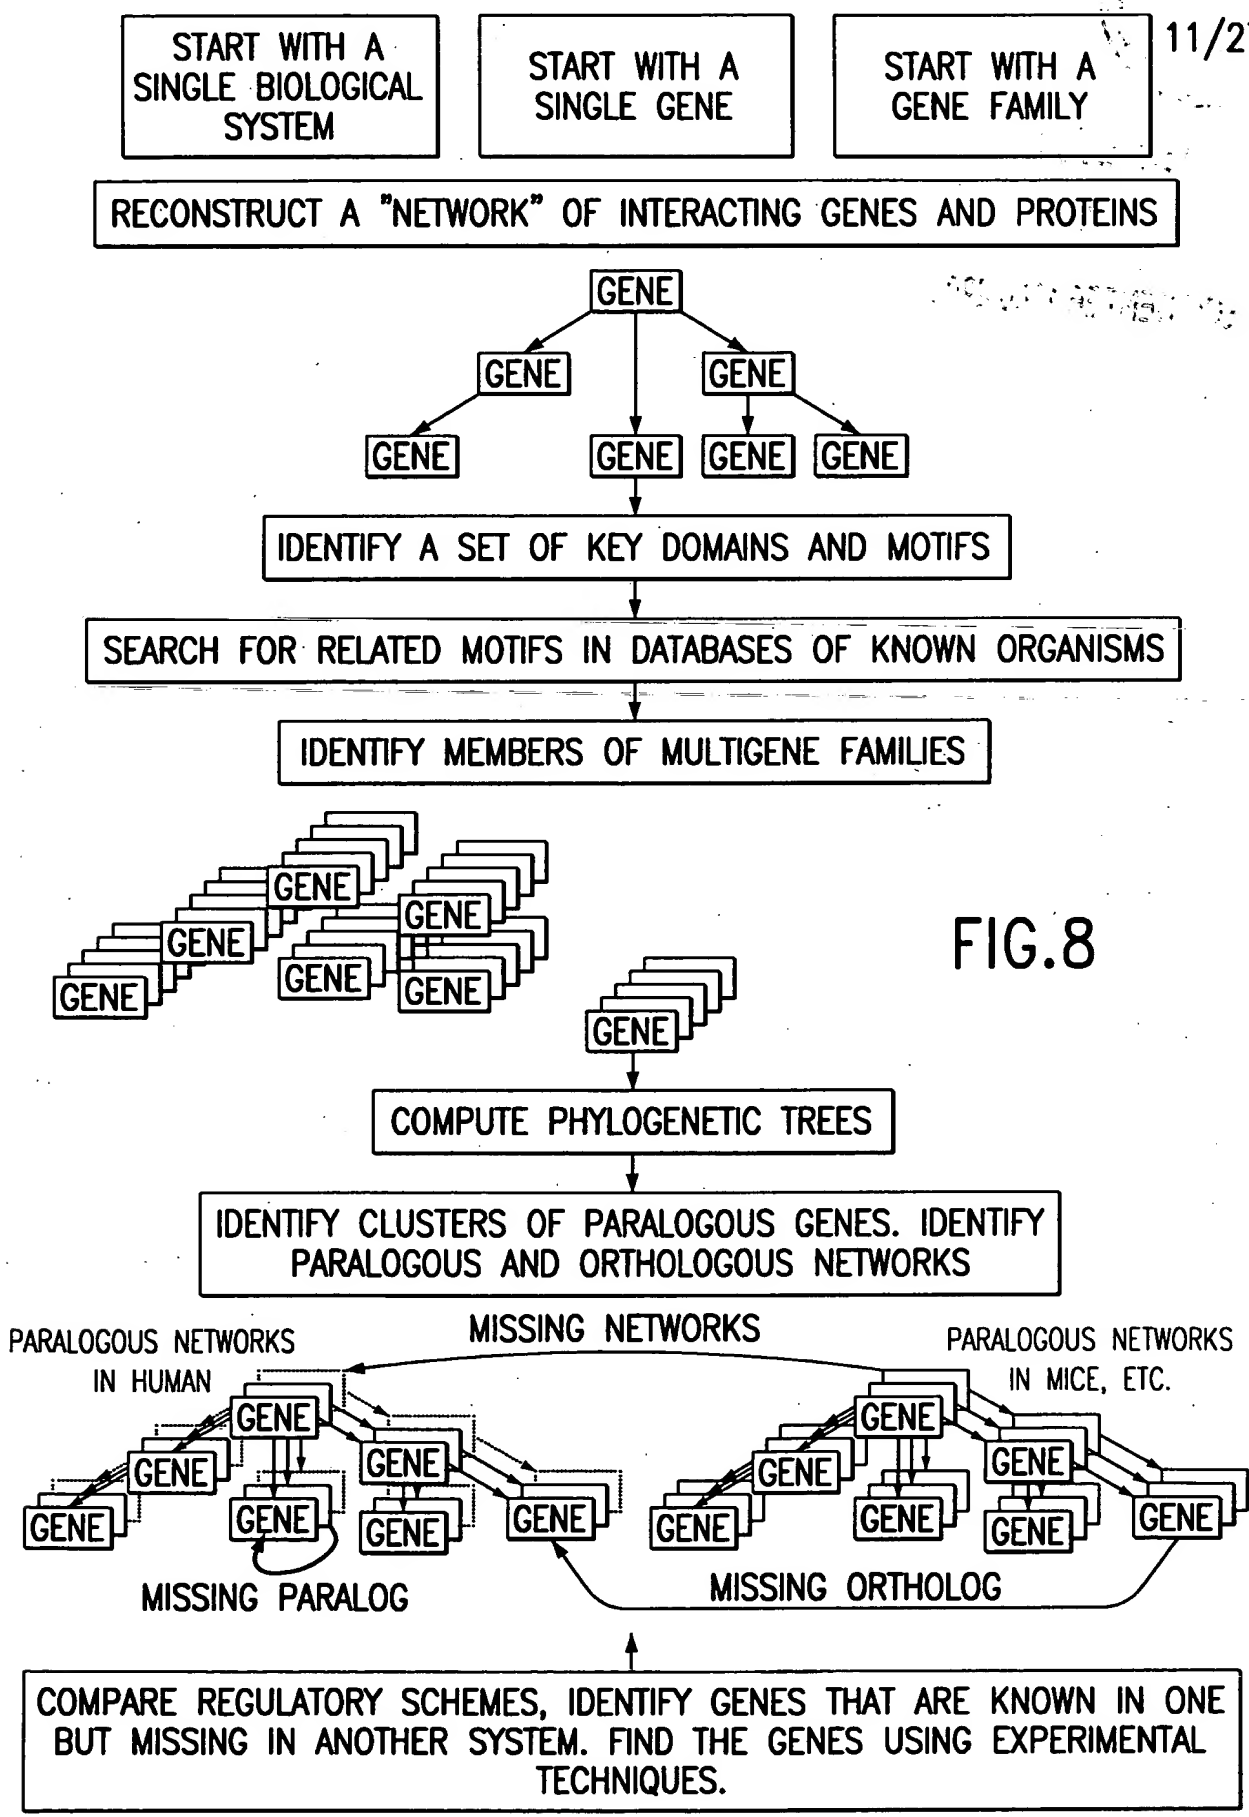 11/2
START WITH A
SINGLE BIOLOGICAL
SYSTEM
START WITH A
SINGLE GENE
START WITH A
GENE FAMILY
RECONSTRUCT A "NETWORK" OF INTERACTING GENES AND PROTEINS
GENE
GENE GENE
GENE GENE GENE GENE
IDENTIFY A SET OF KEY DOMAINS AND MOTIFS
SEARCH FOR RELATED MOTIFS IN DATABASES OF KNOWN ORGANISMS
IDENTIFY MEMBERS OF MULTIGENE FAMILIES
GENE
GENE
GENE
GENE
GENE
GENE
GENE
FIG.8
COMPUTE PHYLOGENETIC TREES
IDENTIFY CLUSTERS OF PARALOGOUS GENES. IDENTIFY
PARALOGOUS AND ORTHOLOGOUS NETWORKS
MISSING NETWORKS
PARALOGOUS NETWORKS
IN HUMAN
PARALOGOUS NETWORKS
IN MICE, ETC.
GENE
GENE GENE
GENE GENE GENE GENE
GENE
GENE GENE
GENE GENE GENE GENE
MISSING PARALOG
MISSING ORTHOLOG
COMPARE REGULATORY SCHEMES, IDENTIFY GENES THAT ARE KNOWN IN ONE
BUT MISSING IN ANOTHER SYSTEM. FIND THE GENES USING EXPERIMENTAL
TECHNIQUES.